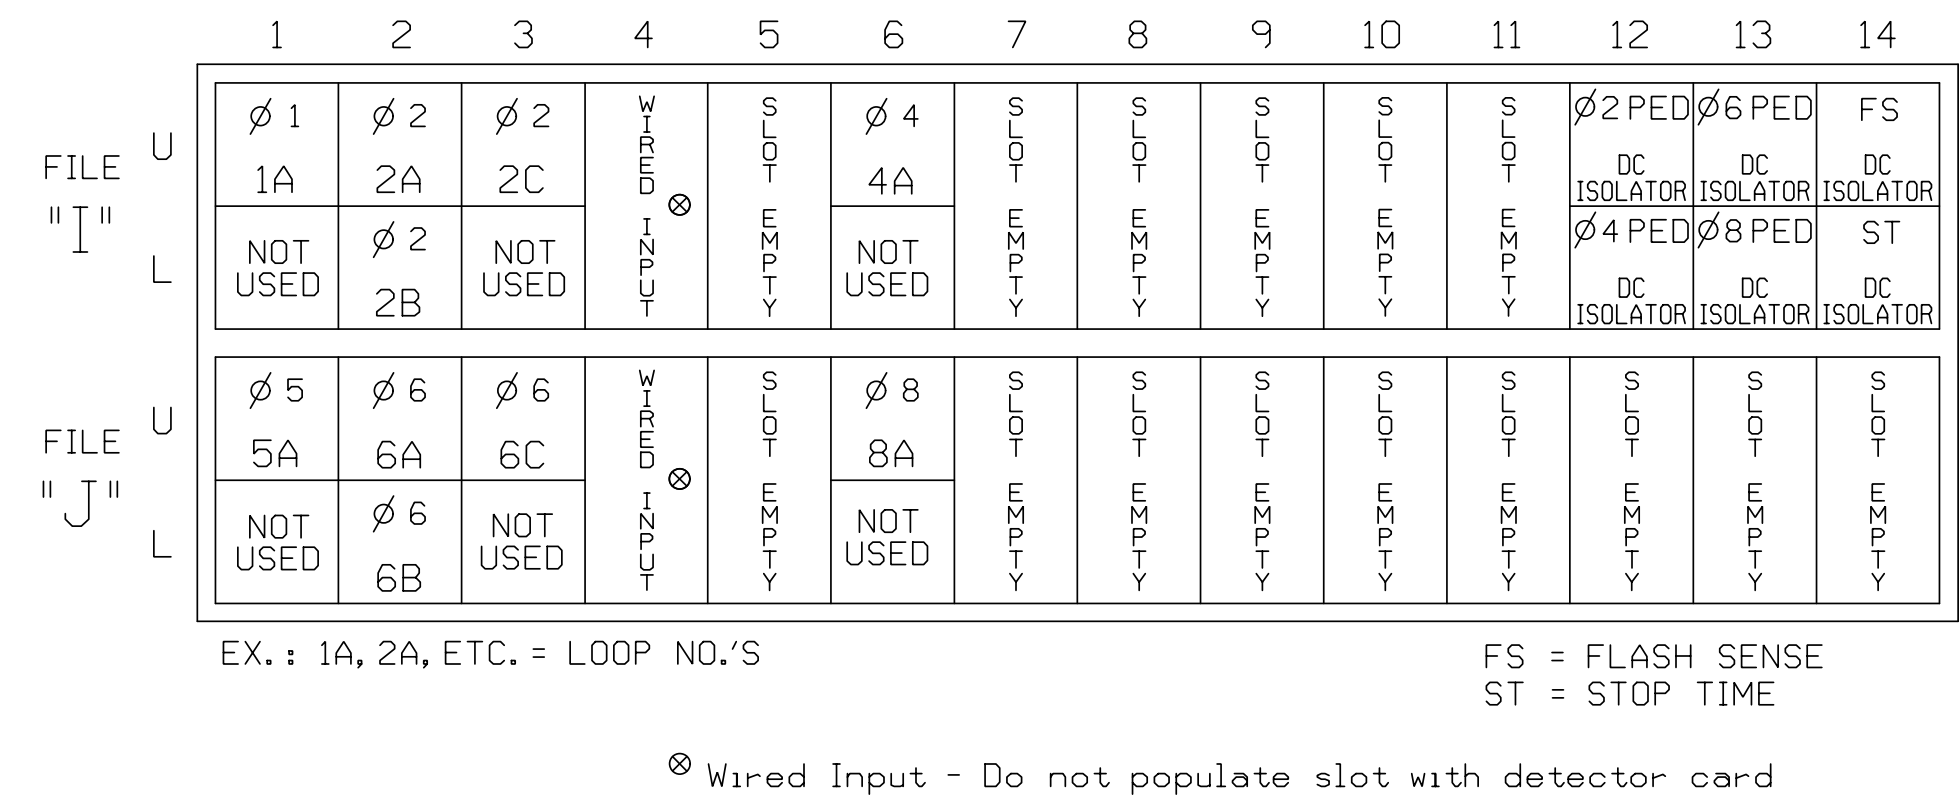 1 2 3 4 5 6 7 8 9 10 11 12 13 14
FILE "I"
U
Ø 1 1A
Ø 2 2A
Ø 2 2C
WIRED INPUT ⊗
SLOT EMPTY
Ø 4 4A
SLOT EMPTY
SLOT EMPTY
SLOT EMPTY
SLOT EMPTY
SLOT EMPTY
Ø2 PED DC ISOLATOR
Ø6 PED DC ISOLATOR
FS DC ISOLATOR
L
NOT USED
Ø 2 2B
NOT USED
NOT USED
Ø4 PED DC ISOLATOR
Ø8 PED DC ISOLATOR
ST DC ISOLATOR
FILE "J"
U
Ø 5 5A
Ø 6 6A
Ø 6 6C
WIRED INPUT ⊗
SLOT EMPTY
Ø 8 8A
SLOT EMPTY
SLOT EMPTY
SLOT EMPTY
SLOT EMPTY
SLOT EMPTY
SLOT EMPTY
SLOT EMPTY
SLOT EMPTY
L
NOT USED
Ø 6 6B
NOT USED
NOT USED
EX.: 1A, 2A, ETC. = LOOP NO.'S
FS = FLASH SENSE
ST = STOP TIME
⊗ Wired Input - Do not populate slot with detector card